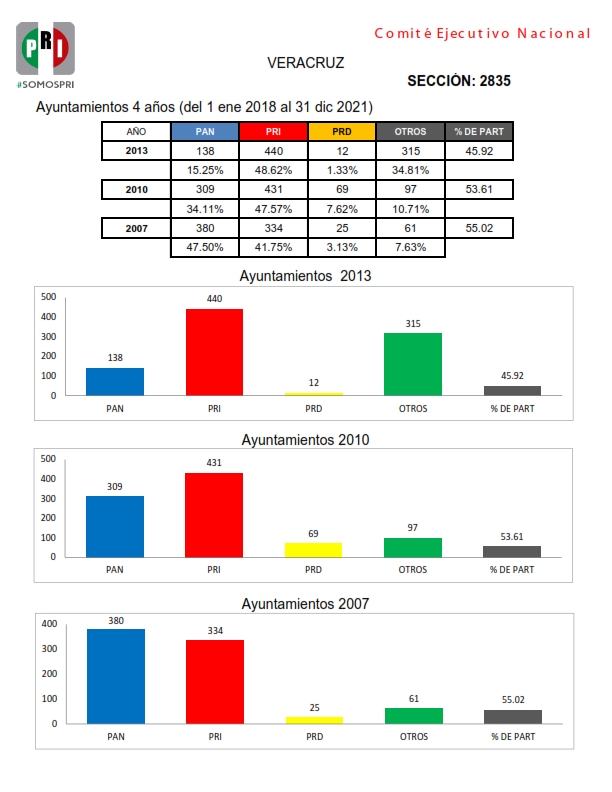 PRI
#SOMOSPRI
Comité Ejecutivo Nacional
VERACRUZ
SECCIÓN: 2835
Ayuntamientos 4 años (del 1 ene 2018 al 31 dic 2021)
AÑO PAN PRI PRD OTROS % DE PART
2013 138 440 12 315 45.92
15.25% 48.62% 1.33% 34.81%
2010 309 431 69 97 53.61
34.11% 47.57% 7.62% 10.71%
2007 380 334 25 61 55.02
47.50% 41.75% 3.13% 7.63%
Ayuntamientos 2013
500
400
300
200
100
0
138 440 12 315 45.92
PAN PRI PRD OTROS % DE PART
Ayuntamientos 2010
500
400
300
200
100
0
309 431 69 97 53.61
PAN PRI PRD OTROS % DE PART
Ayuntamientos 2007
400
300
200
100
0
380 334 25 61 55.02
PAN PRI PRD OTROS % DE PART